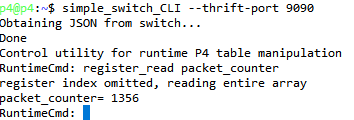 p4@p4:~$ simple_switch_CLI --thrift-port 9090
Obtaining JSON from switch...
Done
Control utility for runtime P4 table manipulation
RuntimeCmd: register_read packet_counter
register index omitted, reading entire array
packet_counter= 1356
RuntimeCmd: